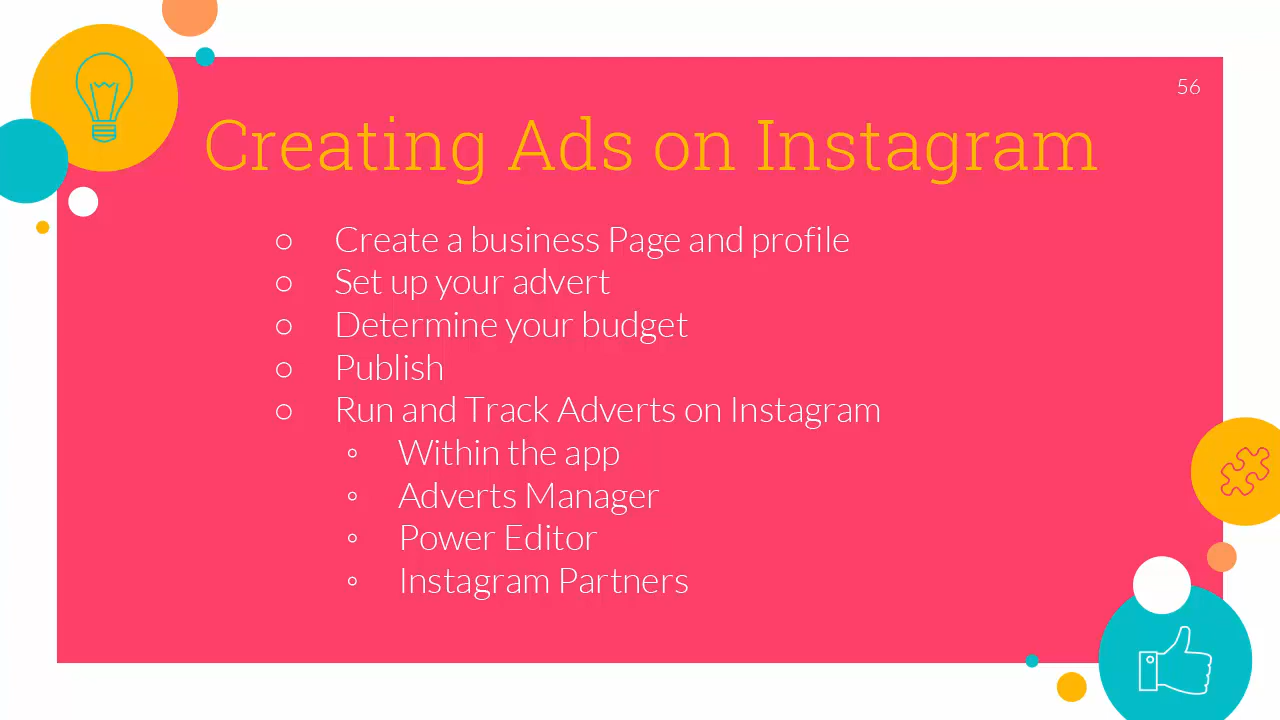 56
Creating Ads on Instagram
○ Create a business Page and profile
○ Set up your advert
○ Determine your budget
○ Publish
○ Run and Track Adverts on Instagram
◦ Within the app
◦ Adverts Manager
◦ Power Editor
◦ Instagram Partners